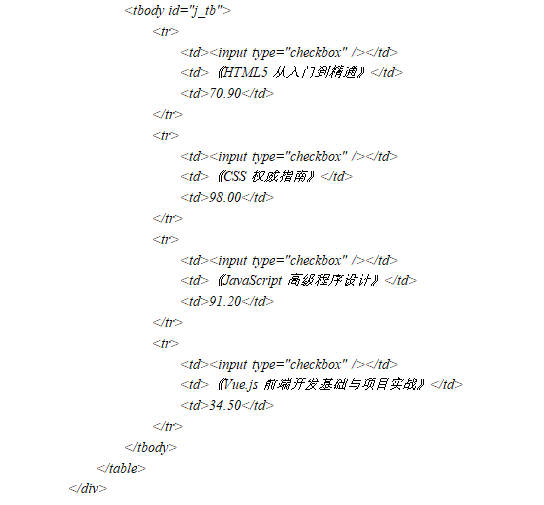 <tbody id="j_tb">
<tr>
<td><input type="checkbox" /></td>
<td>《HTML5 从入门到精通》</td>
<td>70.90</td>
</tr>
<tr>
<td><input type="checkbox" /></td>
<td>《CSS 权威指南》</td>
<td>98.00</td>
</tr>
<tr>
<td><input type="checkbox" /></td>
<td>《JavaScript 高级程序设计》</td>
<td>91.20</td>
</tr>
<tr>
<td><input type="checkbox" /></td>
<td>《Vue.js 前端开发基础与项目实战》</td>
<td>34.50</td>
</tr>
</tbody>
</table>
</div>